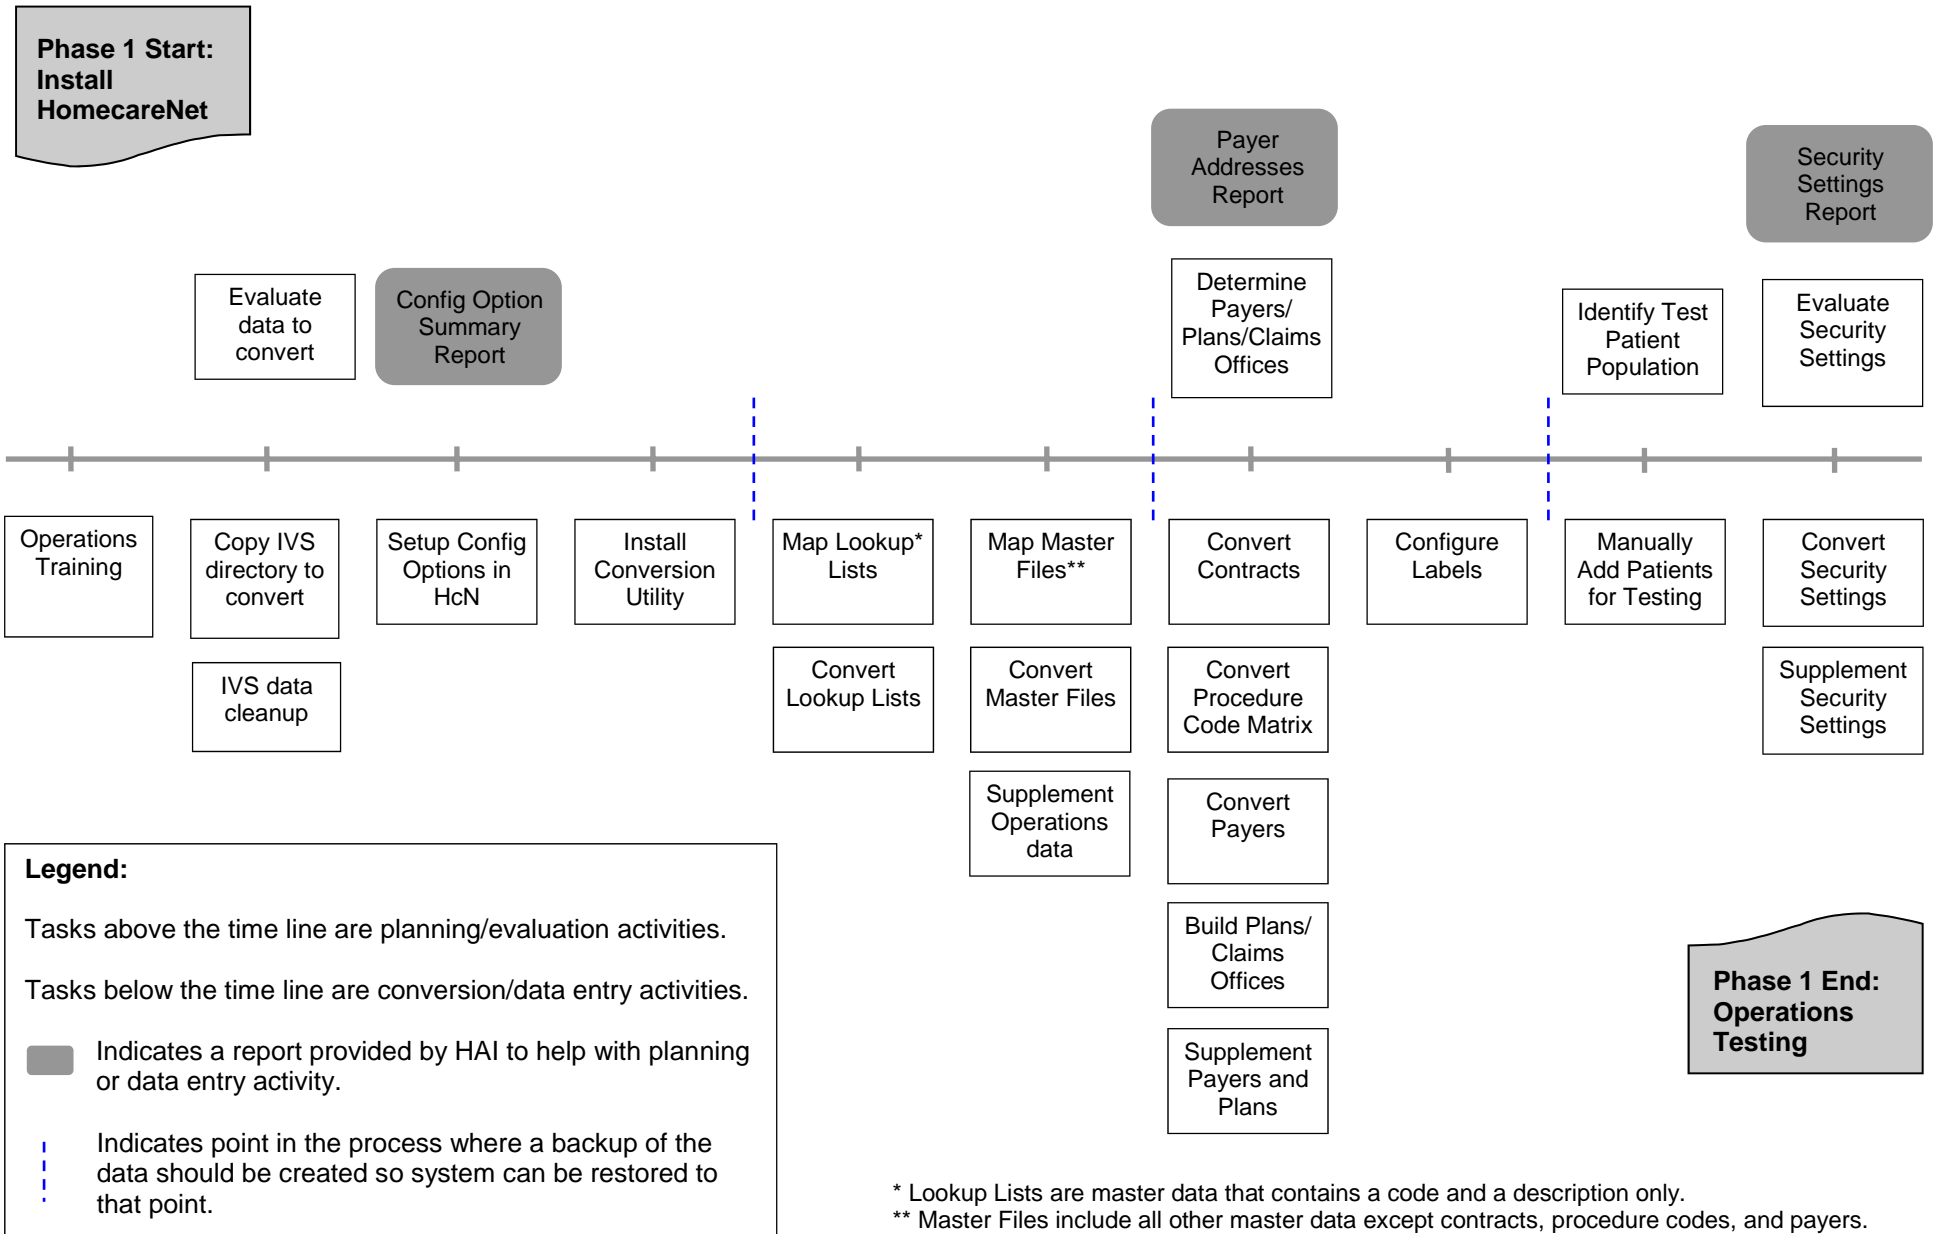 Phase 1 Start:
Install
HomecareNet
Payer
Addresses
Report
Security
Settings
Report
Evaluate
data to
convert
Config Option
Summary
Report
Determine
Payers/
Plans/Claims
Offices
Identify Test
Patient
Population
Evaluate
Security
Settings
Operations
Training
Copy IVS
directory to
convert
Setup Config
Options in
HcN
Install
Conversion
Utility
Map Lookup*
Lists
Map Master
Files**
Convert
Contracts
Configure
Labels
Manually
Add Patients
for Testing
Convert
Security
Settings
IVS data
cleanup
Convert
Lookup Lists
Convert
Master Files
Convert
Procedure
Code Matrix
Supplement
Security
Settings
Supplement
Operations
data
Convert
Payers
Build Plans/
Claims
Offices
Supplement
Payers and
Plans
Legend:
Tasks above the time line are planning/evaluation activities.
Tasks below the time line are conversion/data entry activities.
Indicates a report provided by HAI to help with planning
or data entry activity.
Indicates point in the process where a backup of the
data should be created so system can be restored to
that point.
Phase 1 End:
Operations
Testing
* Lookup Lists are master data that contains a code and a description only.
** Master Files include all other master data except contracts, procedure codes, and payers.